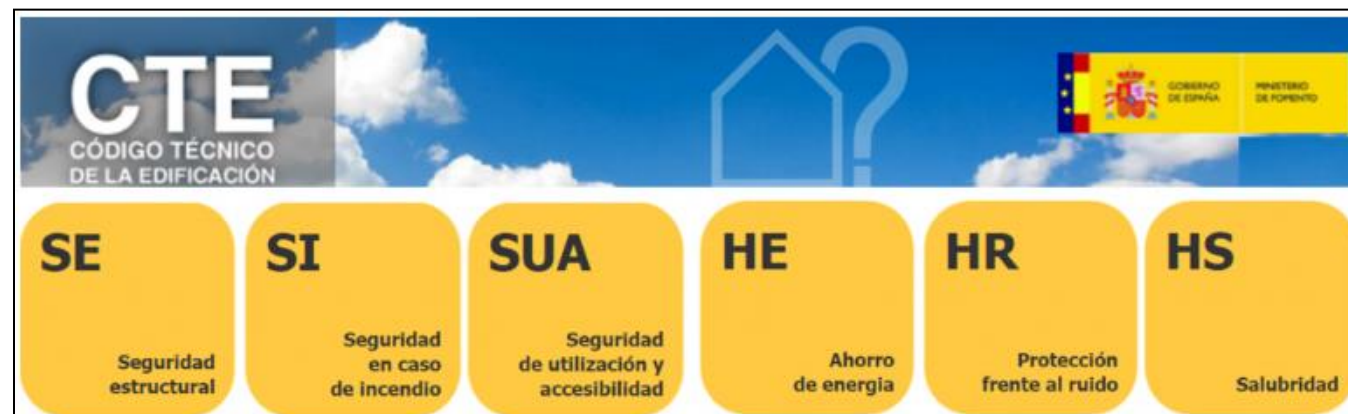 CTE
CÓDIGO TÉCNICO
DE LA EDIFICACIÓN
GOBIERNO
DE ESPAÑA
MINISTERIO
DE FOMENTO
SE
Seguridad
estructural
SI
Seguridad
en caso
de incendio
SUA
Seguridad
de utilización y
accesibilidad
HE
Ahorro
de energia
HR
Protección
frente al ruido
HS
Salubridad